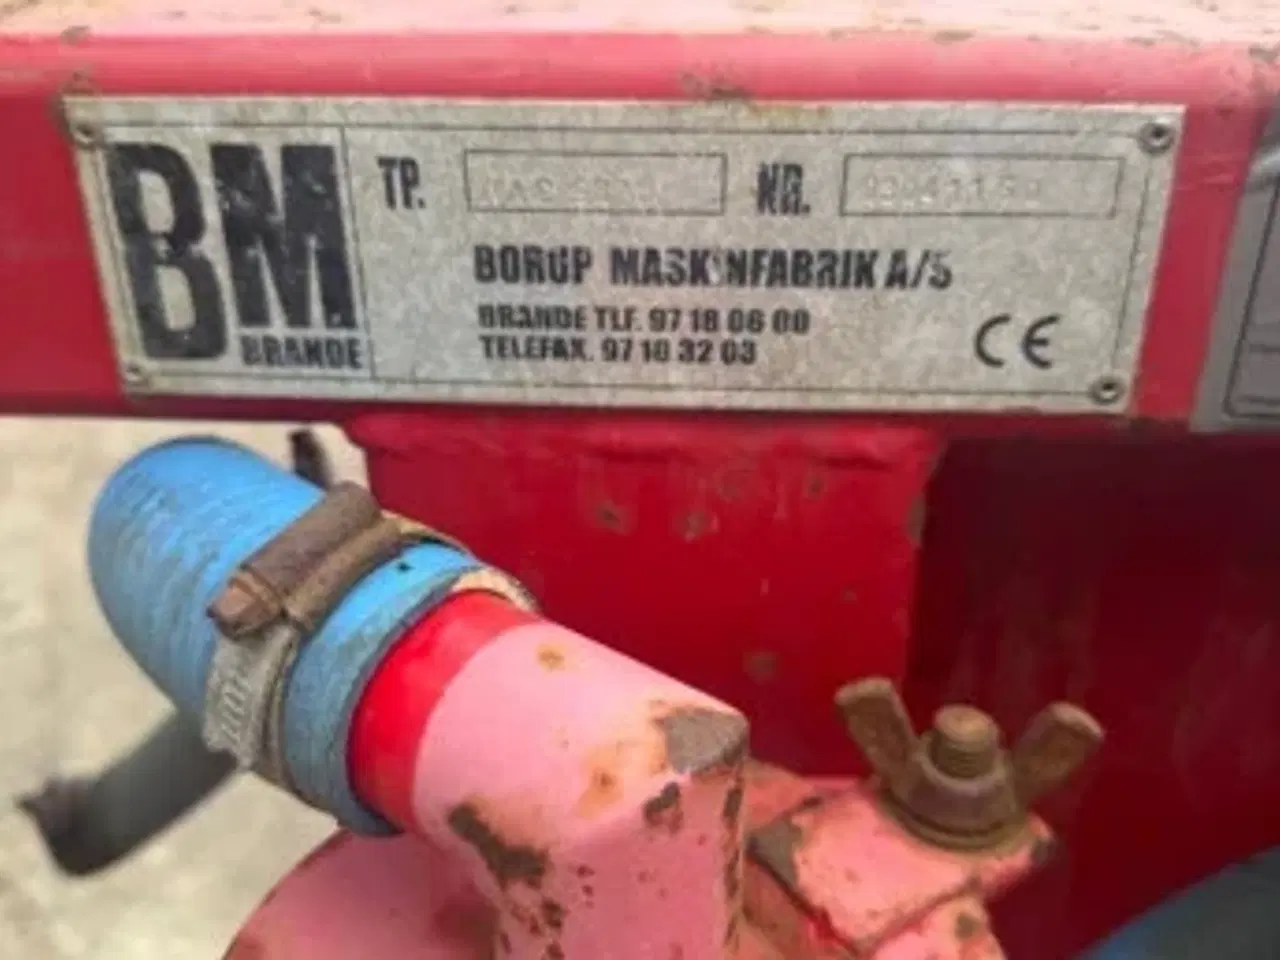 BM
BRANDE
TP.
NR.
BORUP MASKINFABRIK A/S
BRANDE TLF. 97 18 06 00
TELEFAX. 97 18 32 03
CE